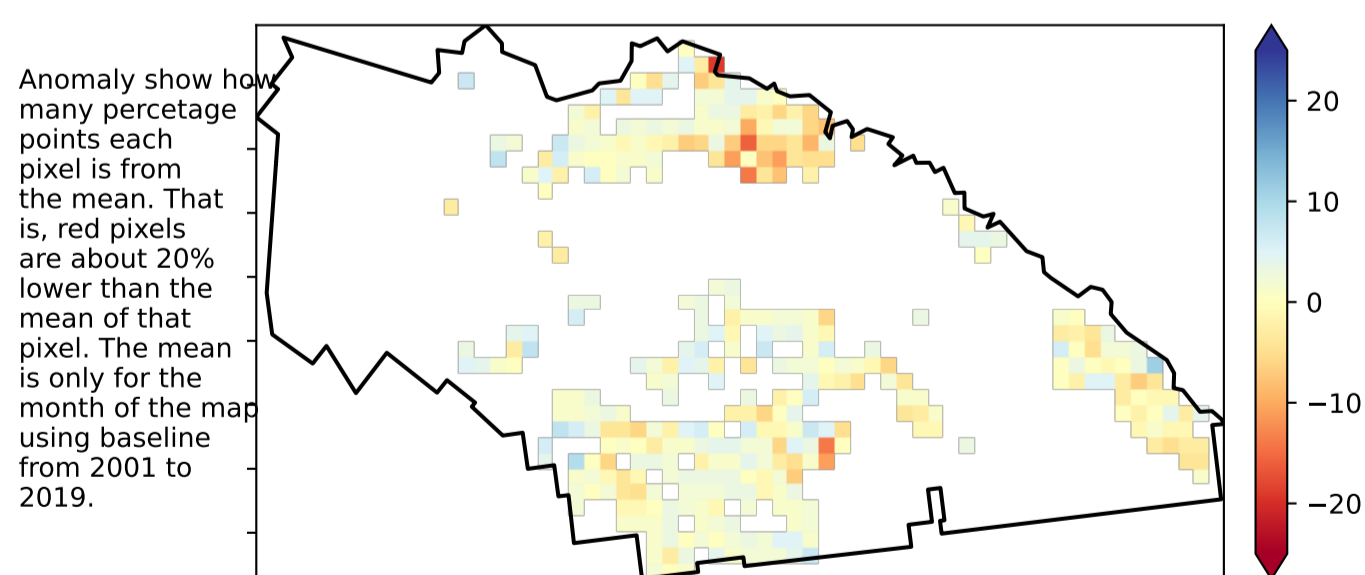 Anomaly show how
many percetage
points each
pixel is from
the mean. That
is, red pixels
are about 20%
lower than the
mean of that
pixel. The mean
is only for the
month of the map
using baseline
from 2001 to
2019.
20
10
0
−10
−20